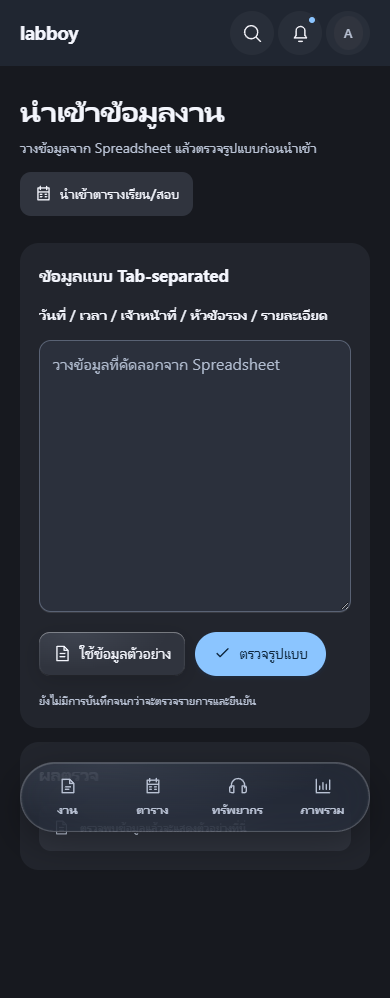 labboy
A
นำเข้าข้อมูลงาน
วางข้อมูลจาก Spreadsheet แล้วตรวจรูปแบบก่อนนำเข้า
นำเข้าตารางเรียน/สอบ
ข้อมูลแบบ Tab-separated
วันที่ / เวลา / เจ้าหน้าที่ / หัวข้อรอง / รายละเอียด
วางข้อมูลที่คัดลอกจาก Spreadsheet
ใช้ข้อมูลตัวอย่าง
ตรวจรูปแบบ
ยังไม่มีการบันทึกจนกว่าจะตรวจรายการและยืนยัน
ผลตรวจ
งาน
ตาราง
ทรัพยากร
ภาพรวม